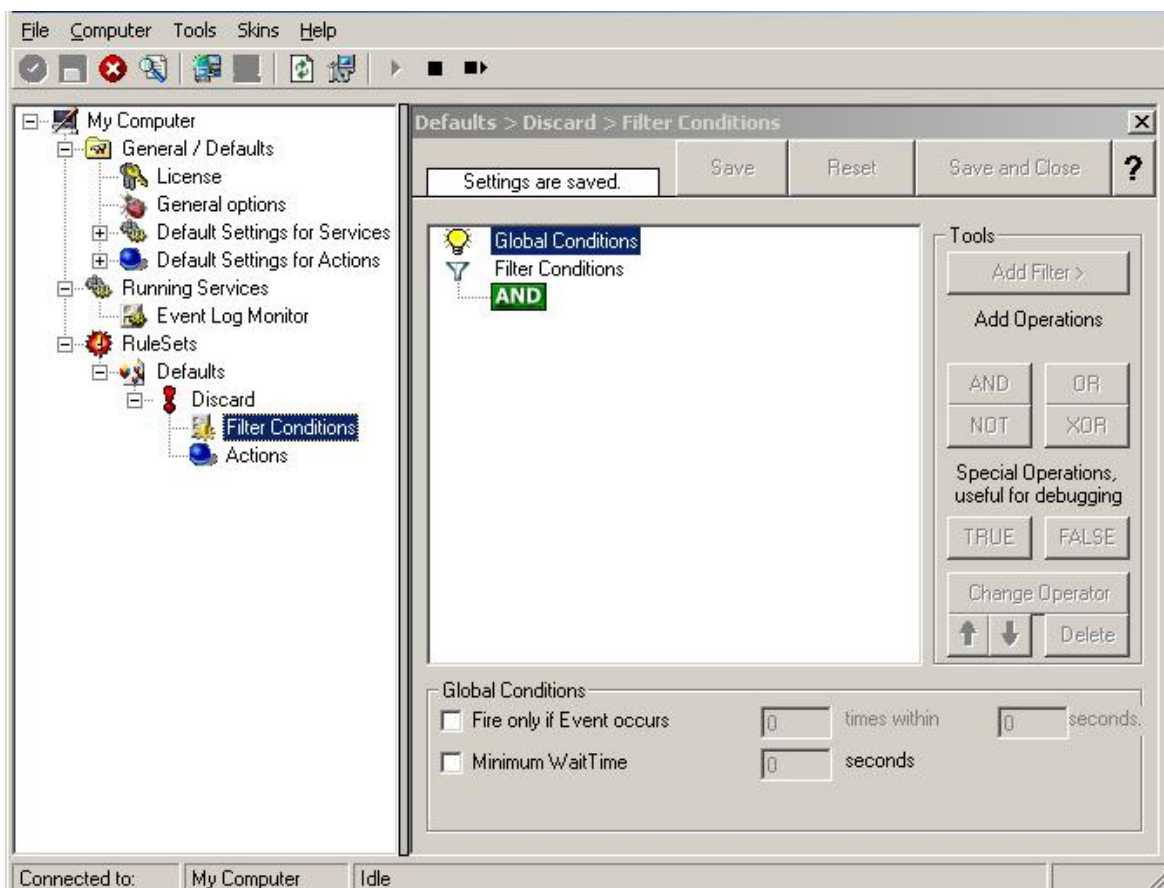 File Computer Tools Skins Help
My Computer
General / Defaults
License
General options
Default Settings for Services
Default Settings for Actions
Running Services
Event Log Monitor
RuleSets
Defaults
Discard
Filter Conditions
Actions
Defaults > Discard > Filter Conditions
Settings are saved.
Save
Reset
Save and Close
?
Global Conditions
Filter Conditions
AND
Tools
Add Filter >
Add Operations
AND OR
NOT XOR
Special Operations,
useful for debugging
TRUE FALSE
Change Operator
Delete
Global Conditions
Fire only if Event occurs 0 times within 0 seconds.
Minimum WaitTime 0 seconds
Connected to: My Computer Idle